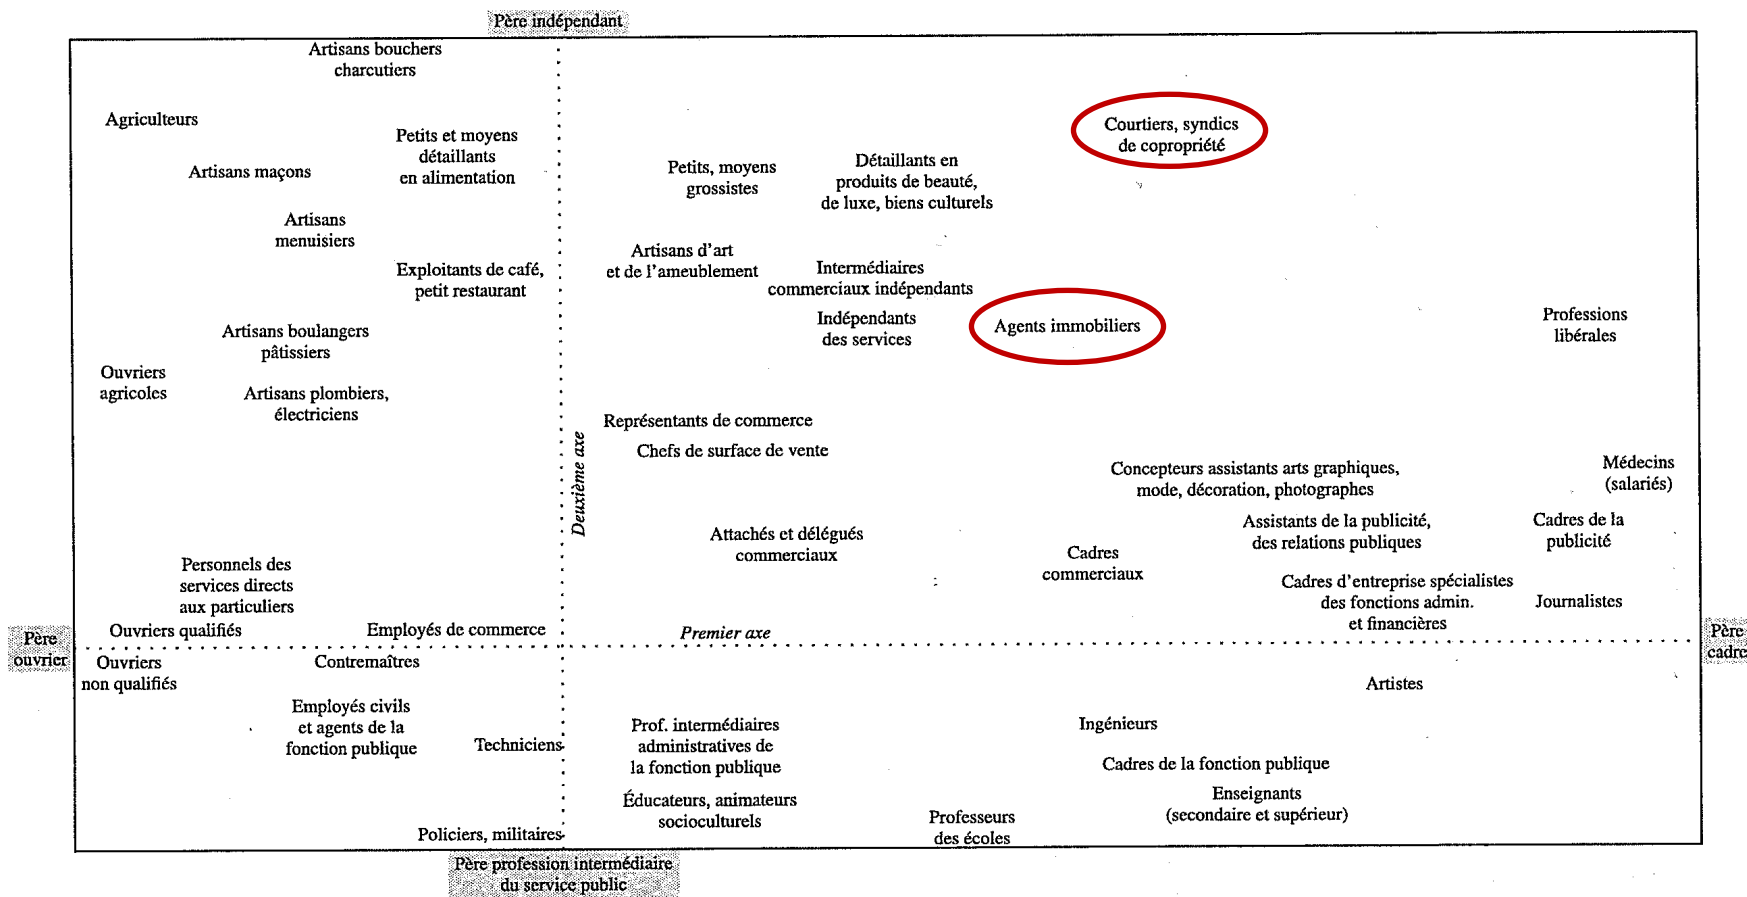 Père indépendant
Artisans bouchers
charcutiers
Agriculteurs
Petits et moyens
détaillants
en alimentation
Artisans maçons
Artisans
menuisiers
Exploitants de café,
petit restaurant
Artisans boulangers
pâtissiers
Ouvriers
agricoles
Artisans plombiers,
électriciens
Courtiers, syndics
de copropriété
Petits, moyens
grossistes
Détaillants en
produits de beauté,
de luxe, biens culturels
Artisans d'art
et de l'ameublement
Intermédiaires
commerciaux indépendants
Indépendants
des services
Agents immobiliers
Professions
libérales
Représentants de commerce
Chefs de surface de vente
Deuxième axe
Concepteurs assistants arts graphiques,
mode, décoration, photographes
Médecins
(salariés)
Attachés et délégués
commerciaux
Assistants de la publicité,
des relations publiques
Cadres de la
publicité
Cadres
commerciaux
Cadres d'entreprise spécialistes
des fonctions admin.
et financières
Journalistes
Personnels des
services directs
aux particuliers
Ouvriers qualifiés
Employés de commerce
Premier axe
Père
ouvrier
Père
cadre
Ouvriers
non qualifiés
Contremaîtres
Employés civils
et agents de la
fonction publique
Techniciens
Policiers, militaires
Prof. intermédiaires
administratives de
la fonction publique
Éducateurs, animateurs
socioculturels
Artistes
Ingénieurs
Cadres de la fonction publique
Enseignants
(secondaire et supérieur)
Professeurs
des écoles
Père profession intermédiaire
du service public